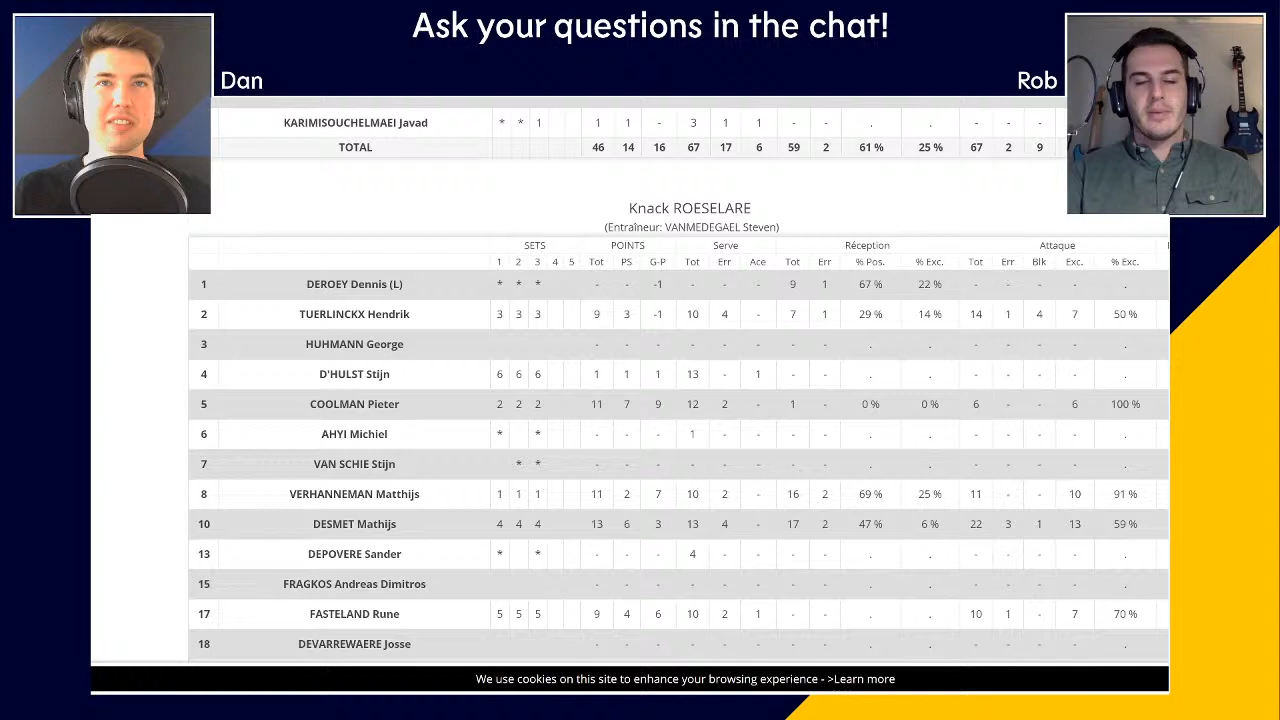 Ask your questions in the chat!
Dan
Rob
KARIMISOUCHELMAEI Javad * * 1 1 1 - 3 1 1 - - . . - - -
TOTAL 46 14 16 67 17 6 59 2 61 % 25 % 67 2 9
Knack ROESELARE
(Entraîneur: VANMEDEGAEL Steven)
SETS POINTS Serve Réception Attaque
1 2 3 4 5 Tot PS G-P Tot Err Ace Tot Err % Pos. % Exc. Tot Err Blk Exc. % Exc.
1 DEROEY Dennis (L) * * * - - -1 - - - 9 1 67 % 22 % - - - - .
2 TUERLINCKX Hendrik 3 3 3 9 3 -1 10 4 - 7 1 29 % 14 % 14 1 4 7 50 %
3 HUHMANN George - - - - - - - - . . - - - - .
4 D'HULST Stijn 6 6 6 1 1 1 13 - 1 - - . . - - - - .
5 COOLMAN Pieter 2 2 2 11 7 9 12 2 - 1 - 0 % 0 % 6 - - 6 100 %
6 AHYI Michiel * * - - - 1 - - - - . . - - - - .
7 VAN SCHIE Stijn * * - - - - - - - - . . - - - - .
8 VERHANNEMAN Matthijs 1 1 1 11 2 7 10 2 - 16 2 69 % 25 % 11 - - 10 91 %
10 DESMET Mathijs 4 4 4 13 6 3 13 4 - 17 2 47 % 6 % 22 3 1 13 59 %
13 DEPOVERE Sander * * - - - 4 - - - - . . - - - - .
15 FRAGKOS Andreas Dimitros - - - - - - - - . . - - - - .
17 FASTELAND Rune 5 5 5 9 4 6 10 2 1 - - . . 10 1 - 7 70 %
18 DEVARREWAERE Josse - - - - - - - - . . - - - - .
We use cookies on this site to enhance your browsing experience - >Learn more